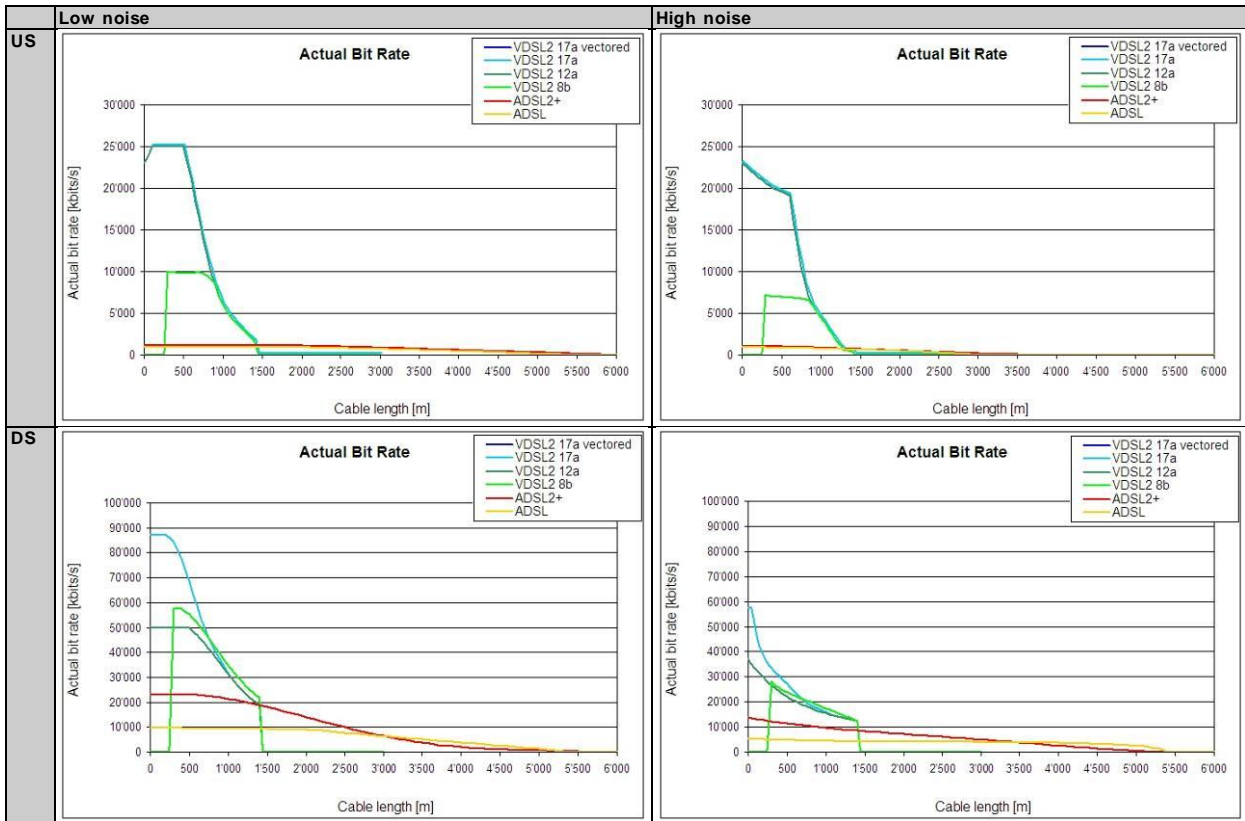 Low noise
High noise
US
Actual Bit Rate
VDSL2 17a vectored
VDSL2 17a
VDSL2 12a
VDSL2 8b
ADSL2+
ADSL
30'000
25'000
20'000
15'000
10'000
5'000
0
Actual bit rate [kbits/s]
0 500 1'000 1'500 2'000 2'500 3'000 3'500 4'000 4'500 5'000 5'500 6'000
Cable length [m]
Actual Bit Rate
VDSL2 17a vectored
VDSL2 17a
VDSL2 12a
VDSL2 8b
ADSL2+
ADSL
30'000
25'000
20'000
15'000
10'000
5'000
0
Actual bit rate [kbits/s]
0 500 1'000 1'500 2'000 2'500 3'000 3'500 4'000 4'500 5'000 5'500 6'000
Cable length [m]
DS
Actual Bit Rate
VDSL2 17a vectored
VDSL2 17a
VDSL2 12a
VDSL2 8b
ADSL2+
ADSL
100'000
90'000
80'000
70'000
60'000
50'000
40'000
30'000
20'000
10'000
0
Actual bit rate [kbits/s]
0 500 1'000 1'500 2'000 2'500 3'000 3'500 4'000 4'500 5'000 5'500 6'000
Cable length [m]
Actual Bit Rate
VDSL2 17a vectored
VDSL2 17a
VDSL2 12a
VDSL2 8b
ADSL2+
ADSL
100'000
90'000
80'000
70'000
60'000
50'000
40'000
30'000
20'000
10'000
0
Actual bit rate [kbits/s]
0 500 1'000 1'500 2'000 2'500 3'000 3'500 4'000 4'500 5'000 5'500 6'000
Cable length [m]